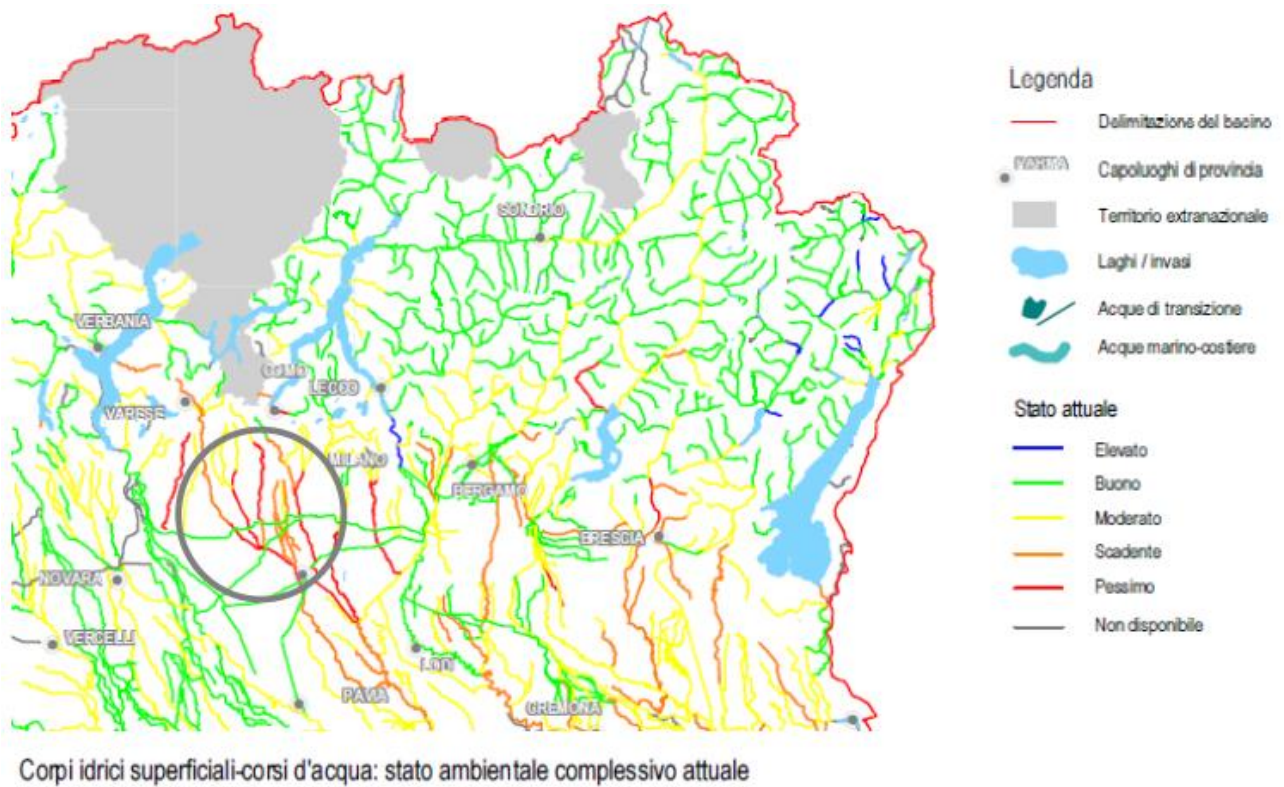 Legenda
Delimitazione del bacino
PARMA
Capoluoghi di provincia
SONDRIO
Territorio extranazionale
Laghi / invasi
VERBANIA
Acque di transizione
Acque marino-costiere
COMO
LECCO
VARESE
Stato attuale
Elevato
MILANO
Buono
BERGAMO
Moderato
BRESCIA
Scadente
NOVARA
Pessimo
Non disponibile
VERCELLI
LODI
PAVIA
CREMONA
Corpi idrici superficiali-corsi d'acqua: stato ambientale complessivo attuale